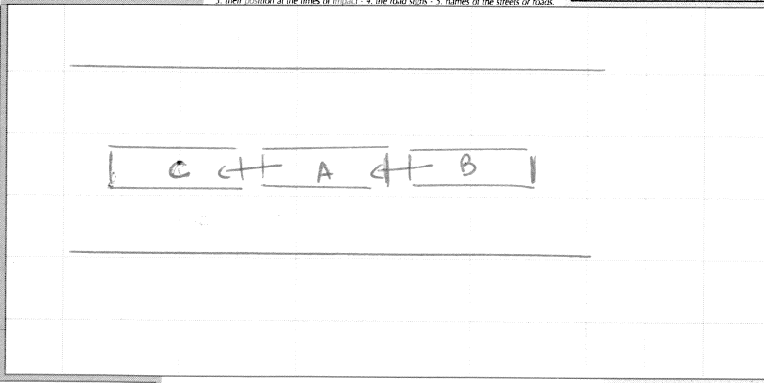 3. their position at the times of impact - 4. the road signs - 5. names of the streets or roads.
C A B